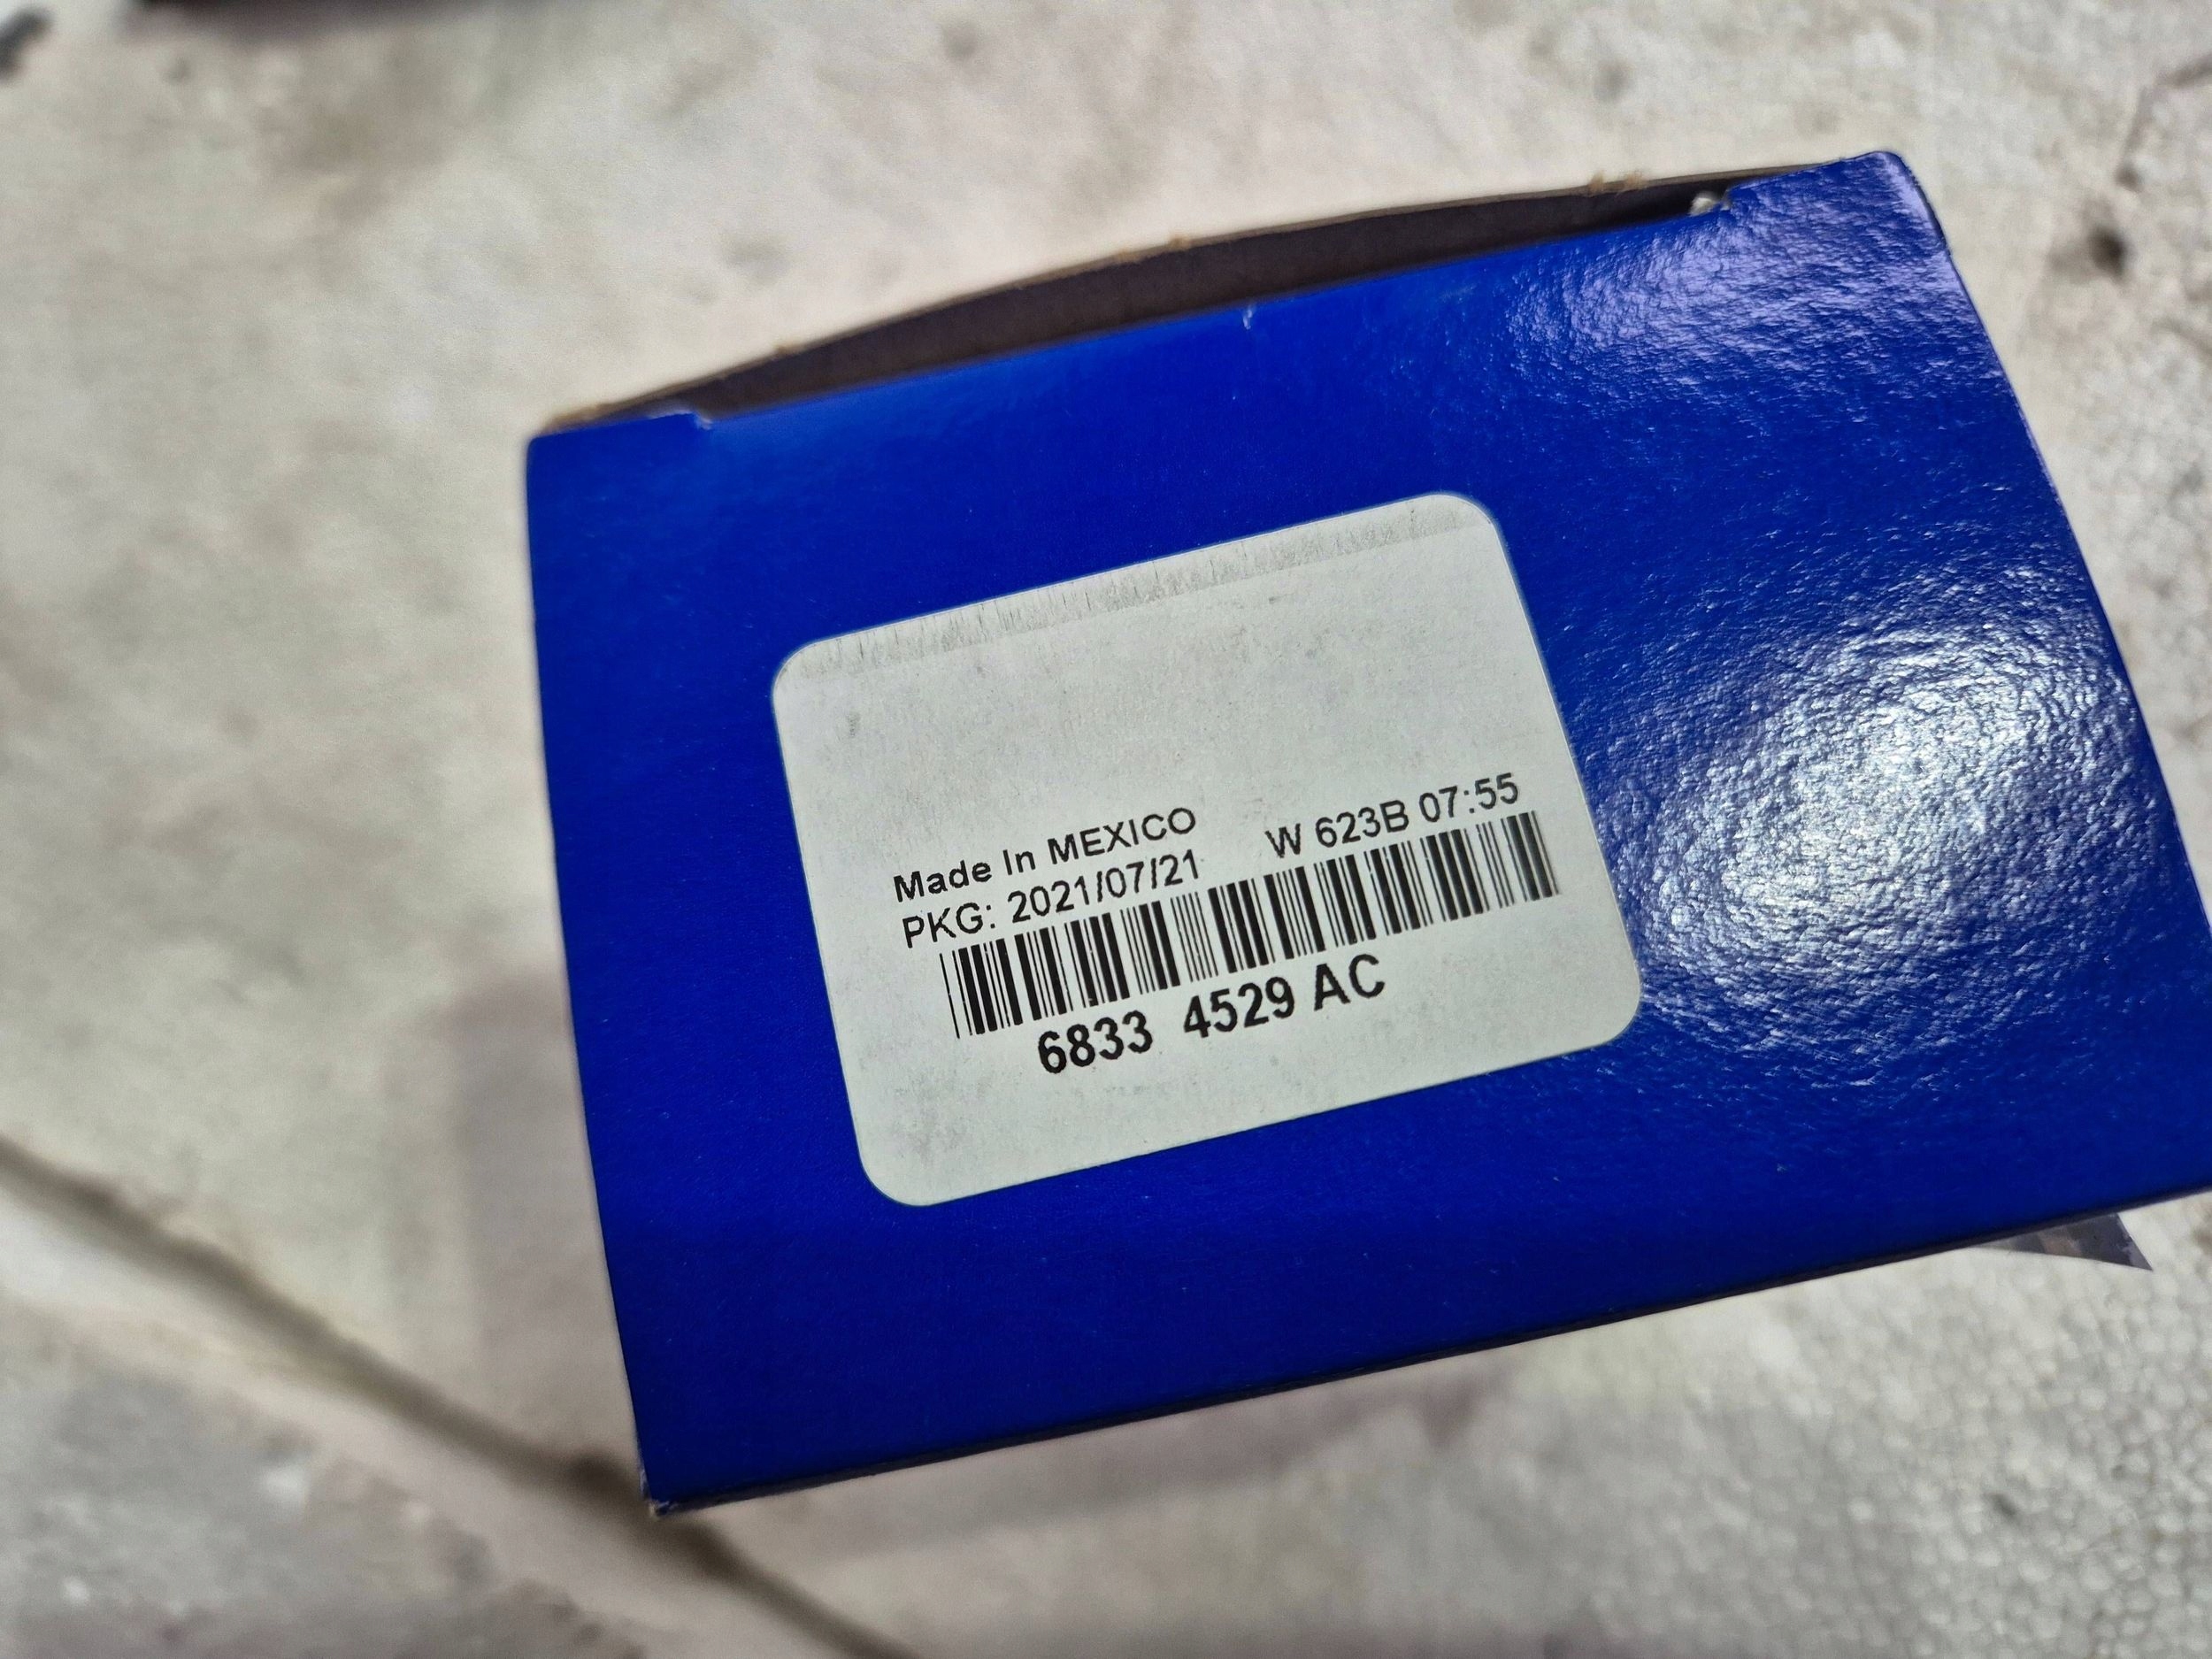 Made In MEXICO
PKG: 2021/07/21 W 623B 07:55
6833 4529 AC